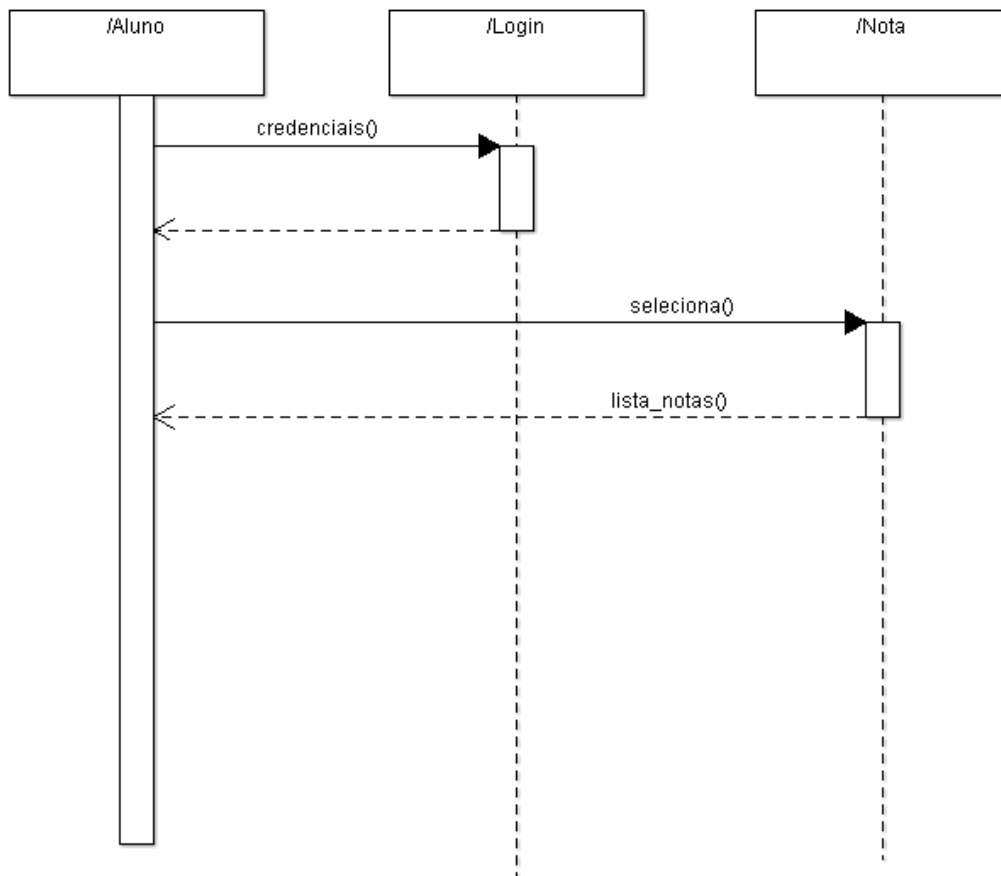 /Aluno
/Login
/Nota
credenciais()
seleciona()
lista_notas()